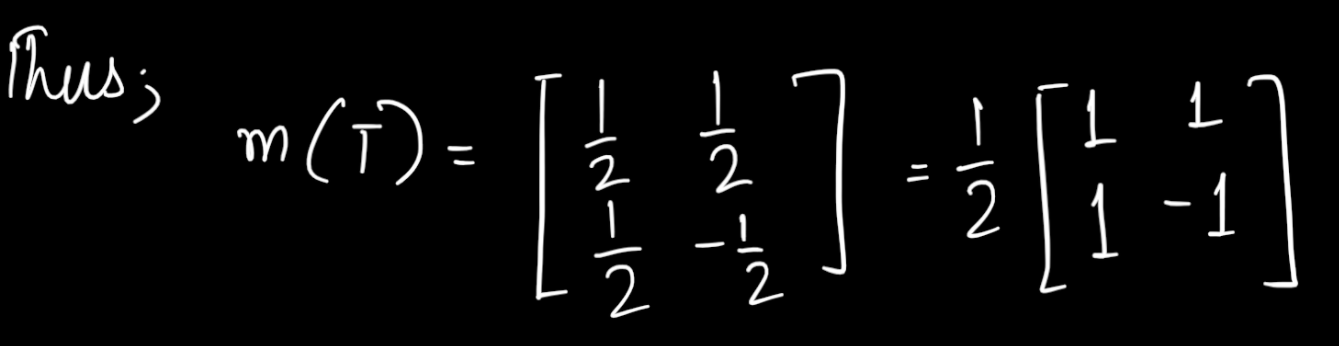 Thus;
m(T) = [1/2 1/2; 1/2 -1/2] = 1/2 [1 1; 1 -1]